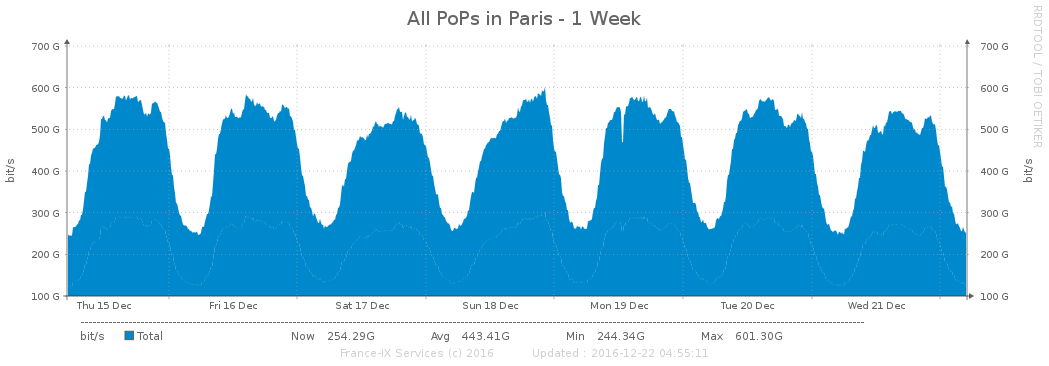 All PoPs in Paris - 1 Week
RRDTOOL / TOBI OETIKER
700 G 700 G
600 G 600 G
500 G 500 G
400 G 400 G
300 G 300 G
200 G 200 G
100 G 100 G
bit/s bit/s
Thu 15 Dec Fri 16 Dec Sat 17 Dec Sun 18 Dec Mon 19 Dec Tue 20 Dec Wed 21 Dec
bit/s Total Now 254.29G Avg 443.41G Min 244.34G Max 601.30G
France-IX Services (c) 2016 Updated : 2016-12-22 04:55:11